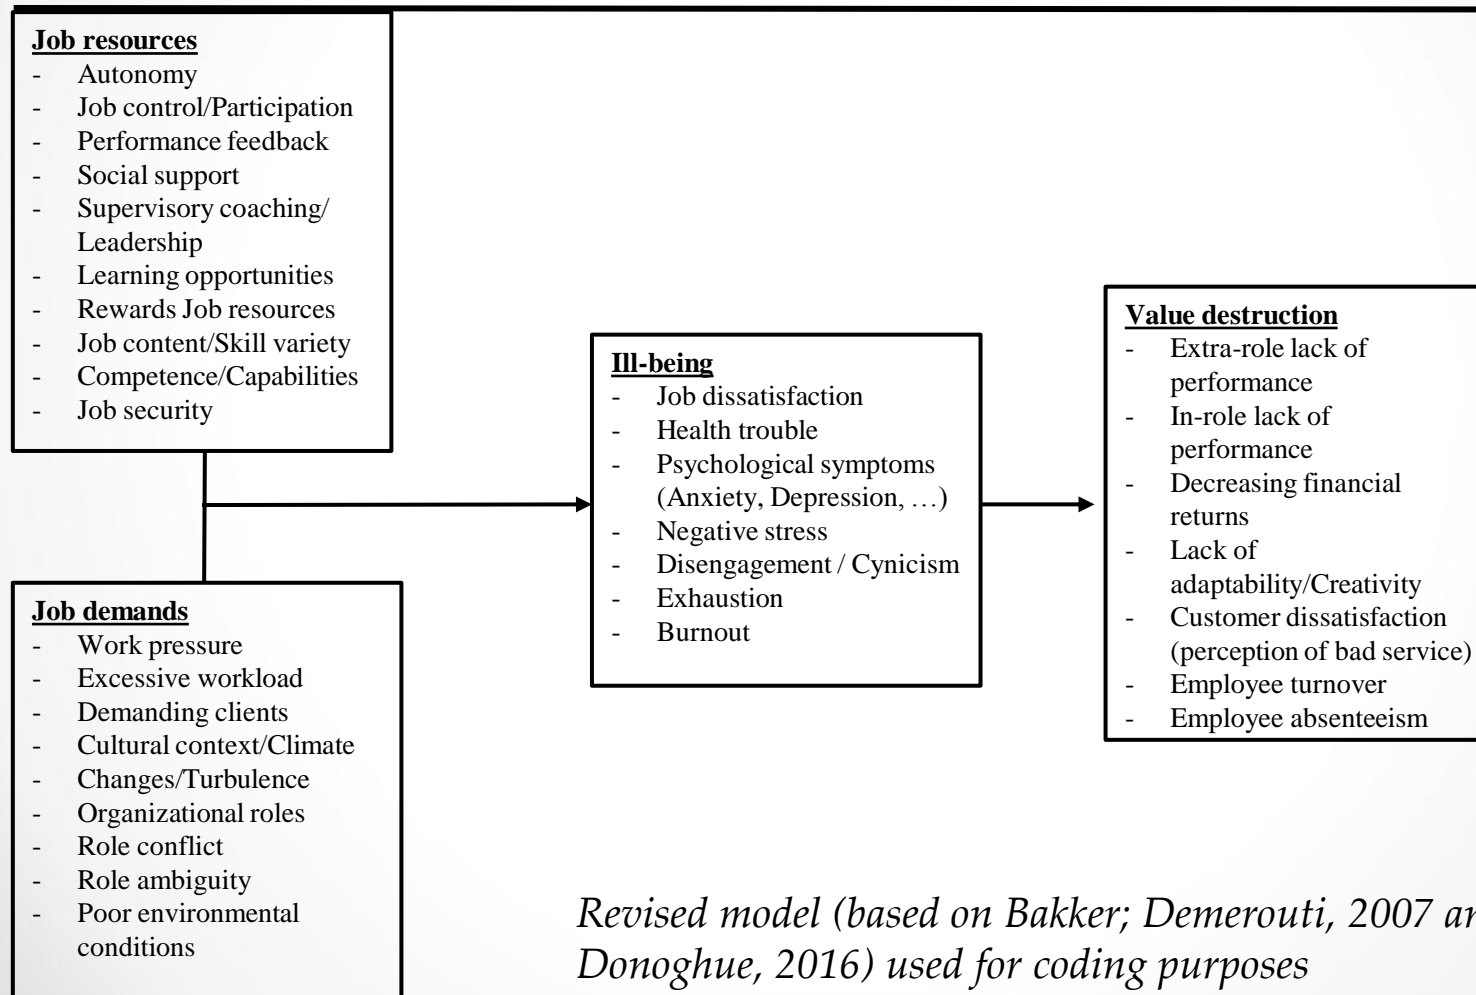 Job resources
- Autonomy
- Job control/Participation
- Performance feedback
- Social support
- Supervisory coaching/
Leadership
- Learning opportunities
- Rewards Job resources
- Job content/Skill variety
- Competence/Capabilities
- Job security
Job demands
- Work pressure
- Excessive workload
- Demanding clients
- Cultural context/Climate
- Changes/Turbulence
- Organizational roles
- Role conflict
- Role ambiguity
- Poor environmental
conditions
Ill-being
- Job dissatisfaction
- Health trouble
- Psychological symptoms
(Anxiety, Depression, …)
- Negative stress
- Disengagement / Cynicism
- Exhaustion
- Burnout
Value destruction
- Extra-role lack of
performance
- In-role lack of
performance
- Decreasing financial
returns
- Lack of
adaptability/Creativity
- Customer dissatisfaction
(perception of bad service)
- Employee turnover
- Employee absenteeism
Revised model (based on Bakker; Demerouti, 2007
Donoghue, 2016) used for coding purposes